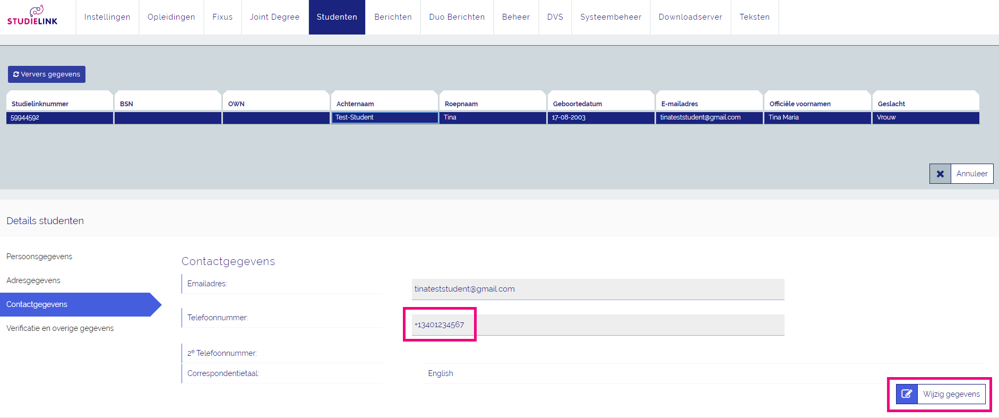 STUDIELINK
Instellingen Opleidingen Fixus Joint Degree Studenten Berichten Duo Berichten Beheer DVS Systeembeheer Downloadserver Teksten
Ververs gegevens
Studielinknummer BSN OWN Achternaam Roepnaam Geboortedatum E-mailadres Officiële voornamen Geslacht
59944592 Test-Student Tina 17-08-2003 tinateststudent@gmail.com Tina Maria Vrouw
Annuleer
Details studenten
Persoonsgegevens
Adresgegevens
Contactgegevens
Verificatie en overige gegevens
Contactgegevens
Emailadres: tinateststudent@gmail.com
Telefoonnummer: +13401234567
2e Telefoonnummer:
Correspondentietaal: English
Wijzig gegevens